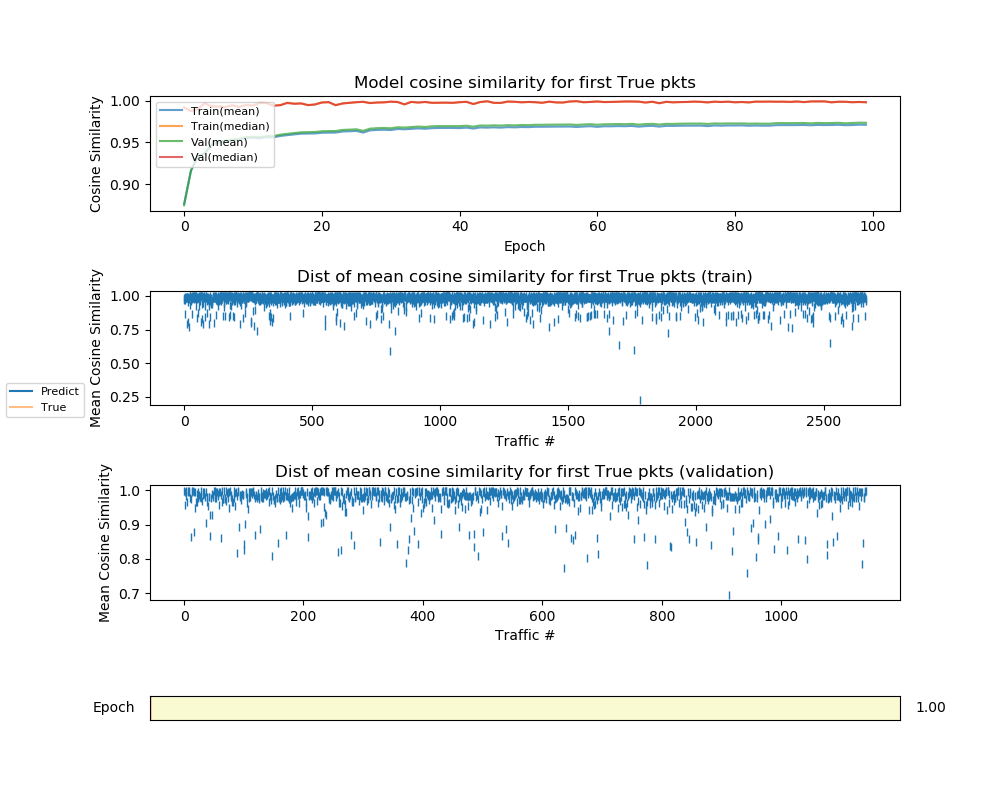 Model cosine similarity for first True pkts
Cosine Similarity
1.00
0.95
0.90
Train(mean)
Train(median)
Val(mean)
Val(median)
0 20 40 60 80 100
Epoch
Dist of mean cosine similarity for first True pkts (train)
Mean Cosine Similarity
1.00
0.75
0.50
0.25
0 500 1000 1500 2000 2500
Traffic #
Predict
True
Dist of mean cosine similarity for first True pkts (validation)
Mean Cosine Similarity
1.0
0.9
0.8
0.7
0 200 400 600 800 1000
Traffic #
Epoch 1.00